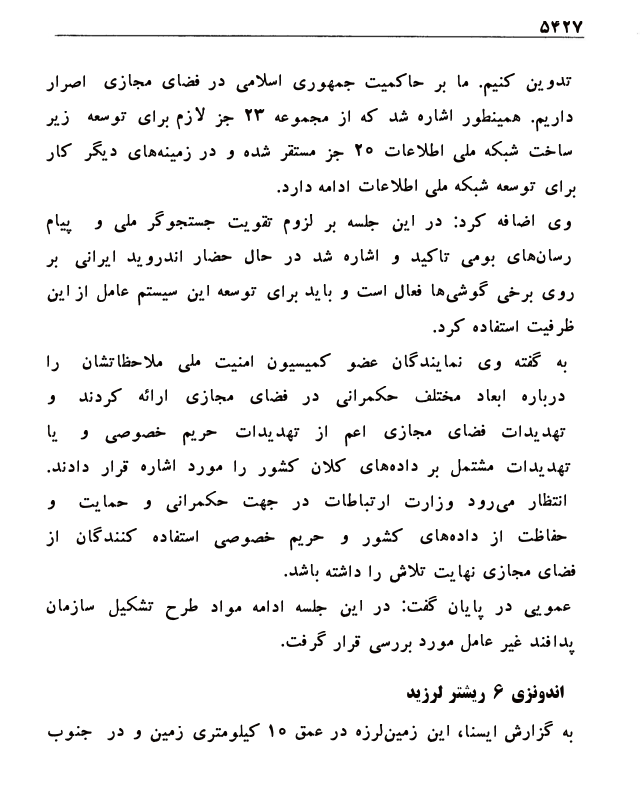 ۵۴۲۷
تدوین کنیم. ما بر حاکمیت جمهوری اسلامی در فضای مجازی اصرار
داریم. همینطور اشاره شد که از مجموعه ۲۳ جز لازم برای توسعه زیر
ساخت شبکه ملی اطلاعات ۲۰ جز مستقر شده و در زمینه‌های دیگر کار
برای توسعه شبکه ملی اطلاعات ادامه دارد.
وی اضافه کرد: در این جلسه بر لزوم تقویت جستجوگر ملی و پیام
رسان‌های بومی تاکید و اشاره شد در حال حضار اندروید ایرانی بر
روی برخی گوشی‌ها فعال است و باید برای توسعه این سیستم عامل از این
ظرفیت استفاده کرد.
به گفته وی نمایندگان عضو کمیسیون امنیت ملی ملاحظاتشان را
درباره ابعاد مختلف حکمرانی در فضای مجازی ارائه کردند و
تهدیدات فضای مجازی اعم از تهدیدات حریم خصوصی و یا
تهدیدات مشتمل بر داده‌های کلان کشور را مورد اشاره قرار دادند.
انتظار می‌رود وزارت ارتباطات در جهت حکمرانی و حمایت و
حفاظت از داده‌های کشور و حریم خصوصی استفاده کنندگان از
فضای مجازی نهایت تلاش را داشته باشد.
عمویی در پایان گفت: در این جلسه ادامه مواد طرح تشکیل سازمان
پدافند غیر عامل مورد بررسی قرار گرفت.
اندونزی ۶ ریشتر لرزید
به گزارش ایسنا، این زمین‌لرزه در عمق ۱۰ کیلومتری زمین و در جنوب